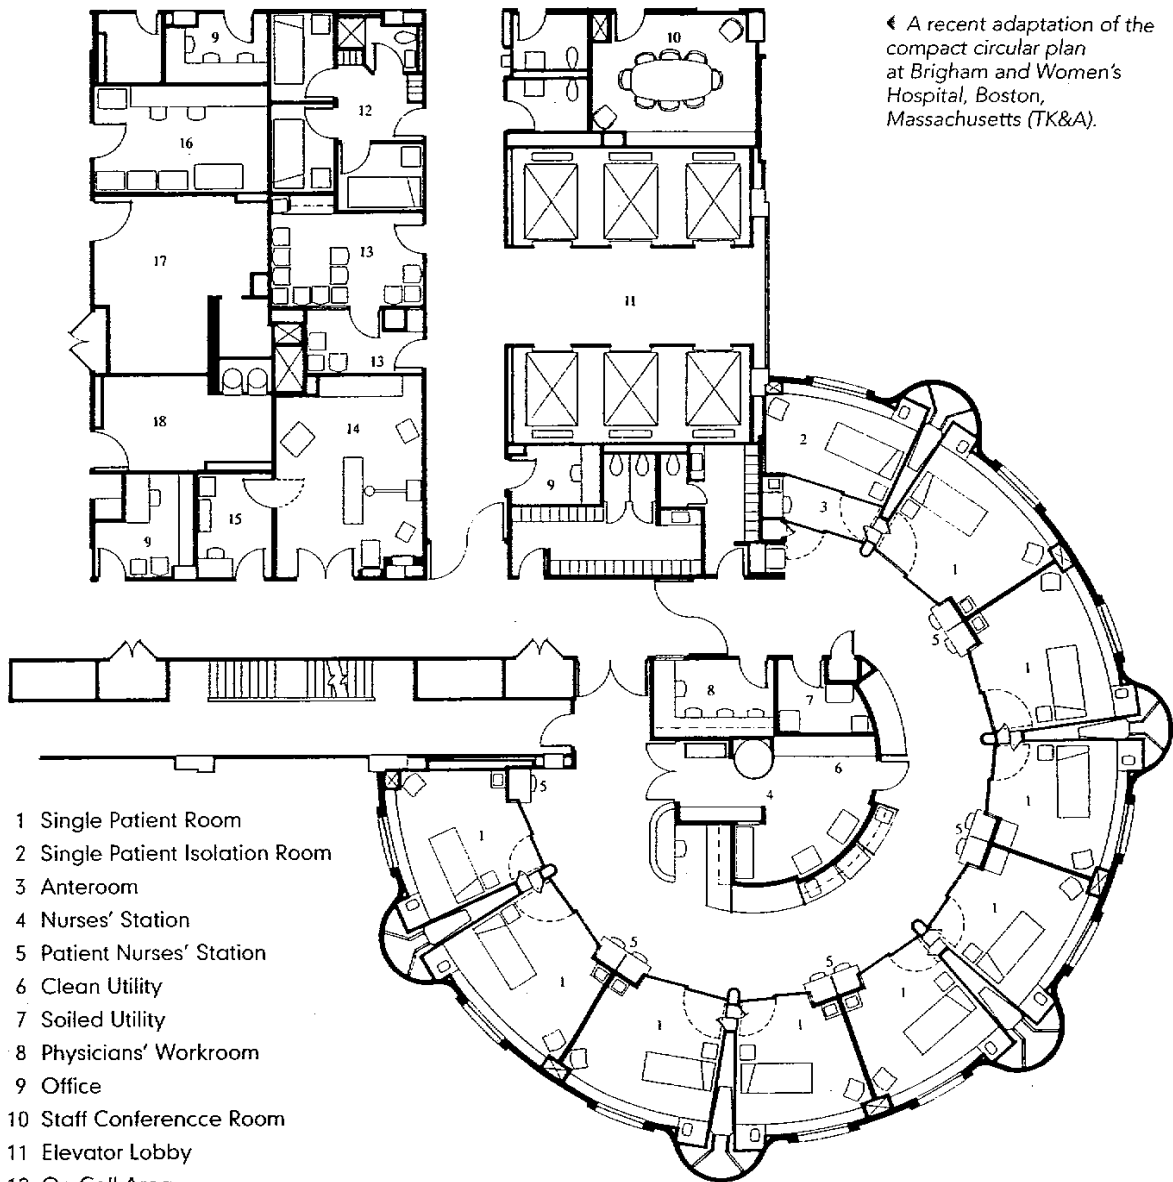 ◀ A recent adaptation of the
compact circular plan
at Brigham and Women's
Hospital, Boston,
Massachusetts (TK&A).
9
10
12
16
13
17
11
13
18
14
2
9
3
15
9
1
5
1
8
7
6
4
5
1
5
1
1
1
5
5
1
1
1
1 Single Patient Room
2 Single Patient Isolation Room
3 Anteroom
4 Nurses' Station
5 Patient Nurses' Station
6 Clean Utility
7 Soiled Utility
8 Physicians' Workroom
9 Office
10 Staff Conferencce Room
11 Elevator Lobby